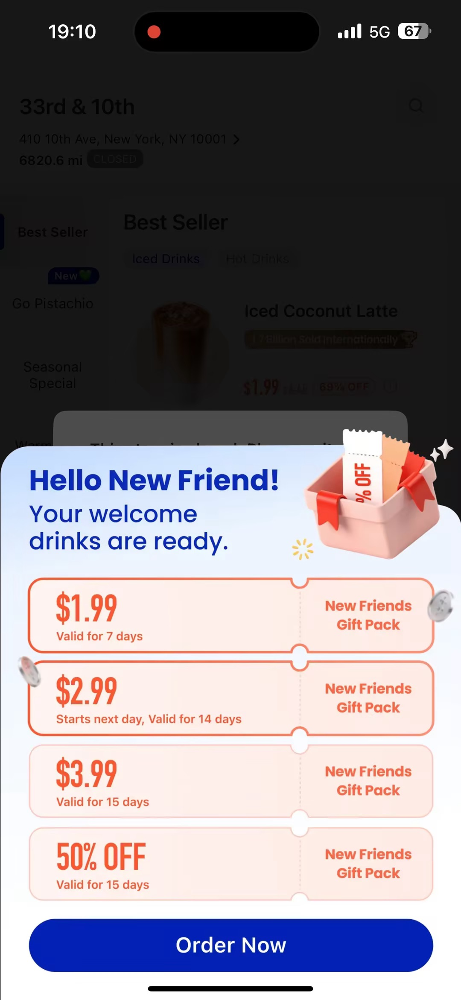 19:10
5G
67
33rd & 10th
410 10th Ave, New York, NY 10001
6820.6 mi CLOSED
Best Seller
Best Seller
Iced Drinks Hot Drinks
New
Go Pistachio
Iced Coconut Latte
Billion Sold Internationally
Seasonal
Special
$1.99 69% OFF
Warm
% OFF
Hello New Friend!
Your welcome
drinks are ready.
$1.99
Valid for 7 days
New Friends
Gift Pack
$2.99
Starts next day, Valid for 14 days
New Friends
Gift Pack
$3.99
Valid for 15 days
New Friends
Gift Pack
50% OFF
Valid for 15 days
New Friends
Gift Pack
Order Now